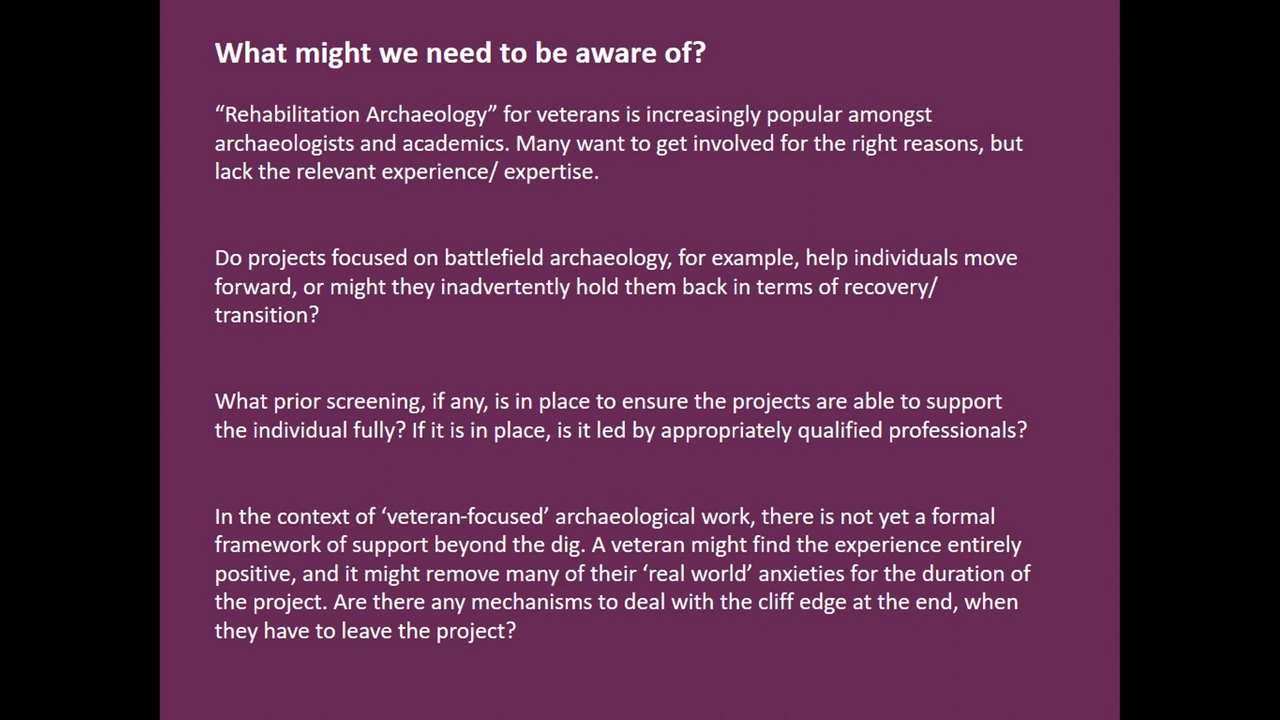 What might we need to be aware of?
“Rehabilitation Archaeology” for veterans is increasingly popular amongst
archaeologists and academics. Many want to get involved for the right reasons, but
lack the relevant experience/ expertise.
Do projects focused on battlefield archaeology, for example, help individuals move
forward, or might they inadvertently hold them back in terms of recovery/
transition?
What prior screening, if any, is in place to ensure the projects are able to support
the individual fully? If it is in place, is it led by appropriately qualified professionals?
In the context of ‘veteran-focused’ archaeological work, there is not yet a formal
framework of support beyond the dig. A veteran might find the experience entirely
positive, and it might remove many of their ‘real world’ anxieties for the duration of
the project. Are there any mechanisms to deal with the cliff edge at the end, when
they have to leave the project?